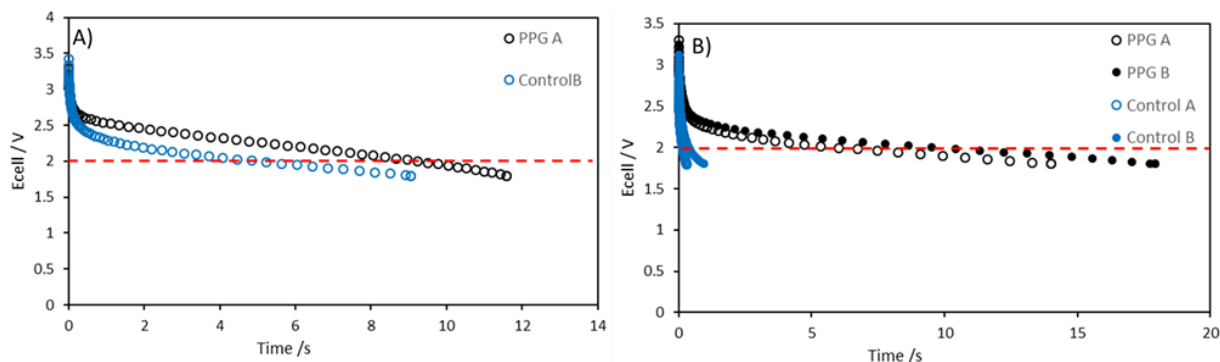 A)
Ecell / V
4
3.5
3
2.5
2
1.5
1
0.5
0
0 2 4 6 8 10 12 14
Time /s
PPG A
ControlB
B)
Ecell / V
3.5
3
2.5
2
1.5
1
0.5
0
0 5 10 15 20
Time /s
PPG A
PPG B
Control A
Control B